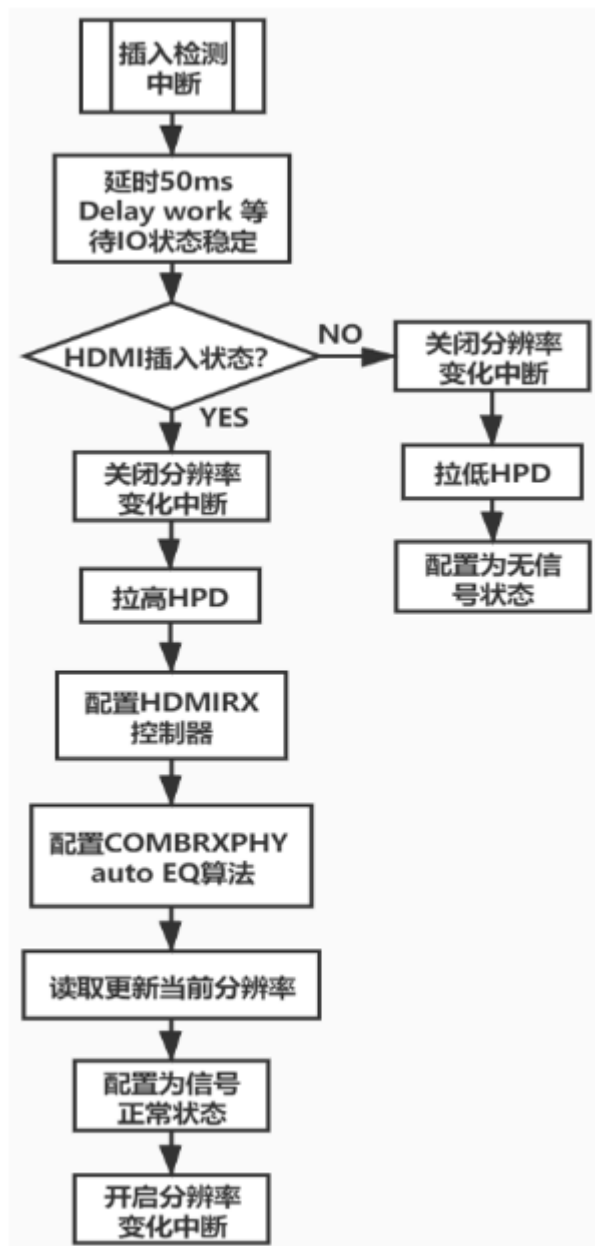 插入检测
中断
延时50ms
Delay work 等
待IO状态稳定
HDMI插入状态?
NO
关闭分辨率
变化中断
拉低HPD
配置为无信
号状态
YES
关闭分辨率
变化中断
拉高HPD
配置HDMIRX
控制器
配置COMBRXPHY
auto EQ算法
读取更新当前分辨率
配置为信号
正常状态
开启分辨率
变化中断